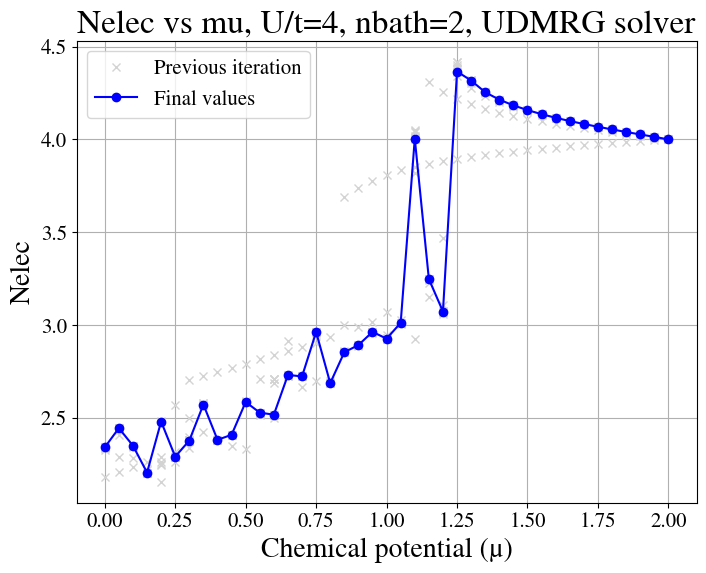 Nelec vs mu, U/t=4, nbath=2, UDMRG solver
Previous iteration
Final values
Nelec
4.5
4.0
3.5
3.0
2.5
0.00 0.25 0.50 0.75 1.00 1.25 1.50 1.75 2.00
Chemical potential (µ)